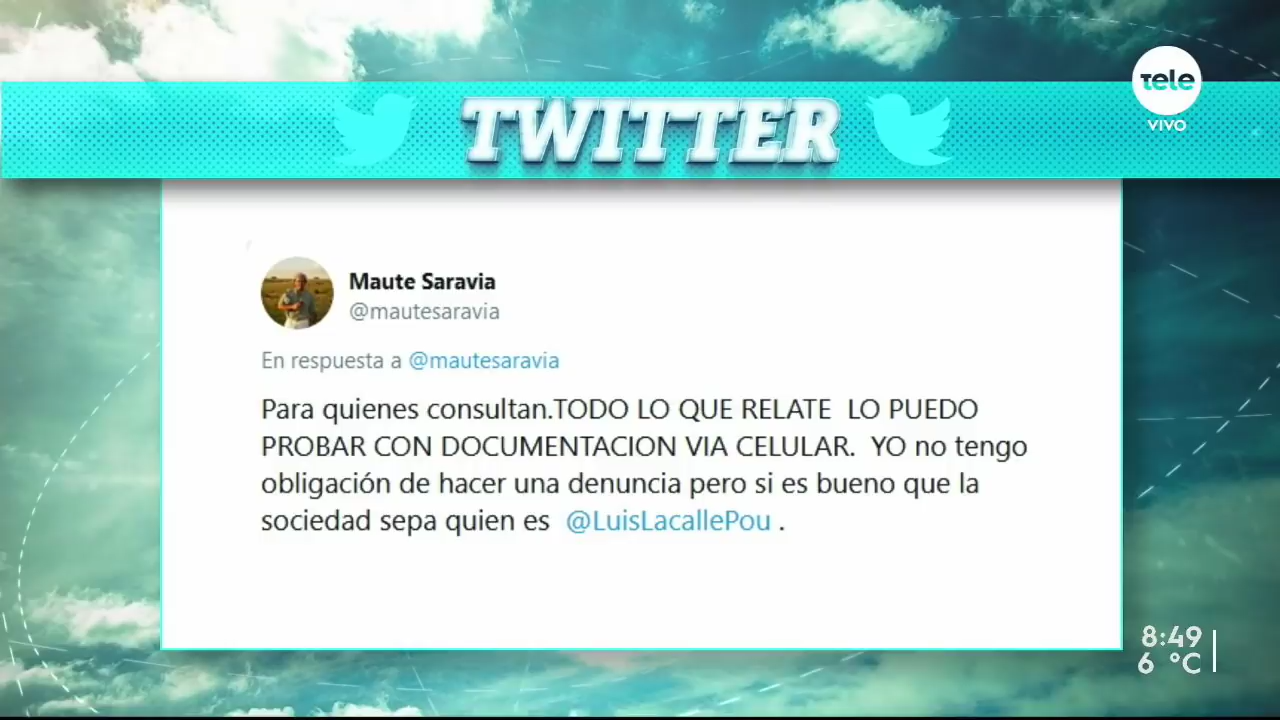 tele
VIVO
TWITTER
Maute Saravia
@mautesaravia
En respuesta a @mautesaravia
Para quienes consultan.TODO LO QUE RELATE LO PUEDO
PROBAR CON DOCUMENTACION VIA CELULAR. YO no tengo
obligación de hacer una denuncia pero si es bueno que la
sociedad sepa quien es @LuisLacallePou .
8:49
6 °C